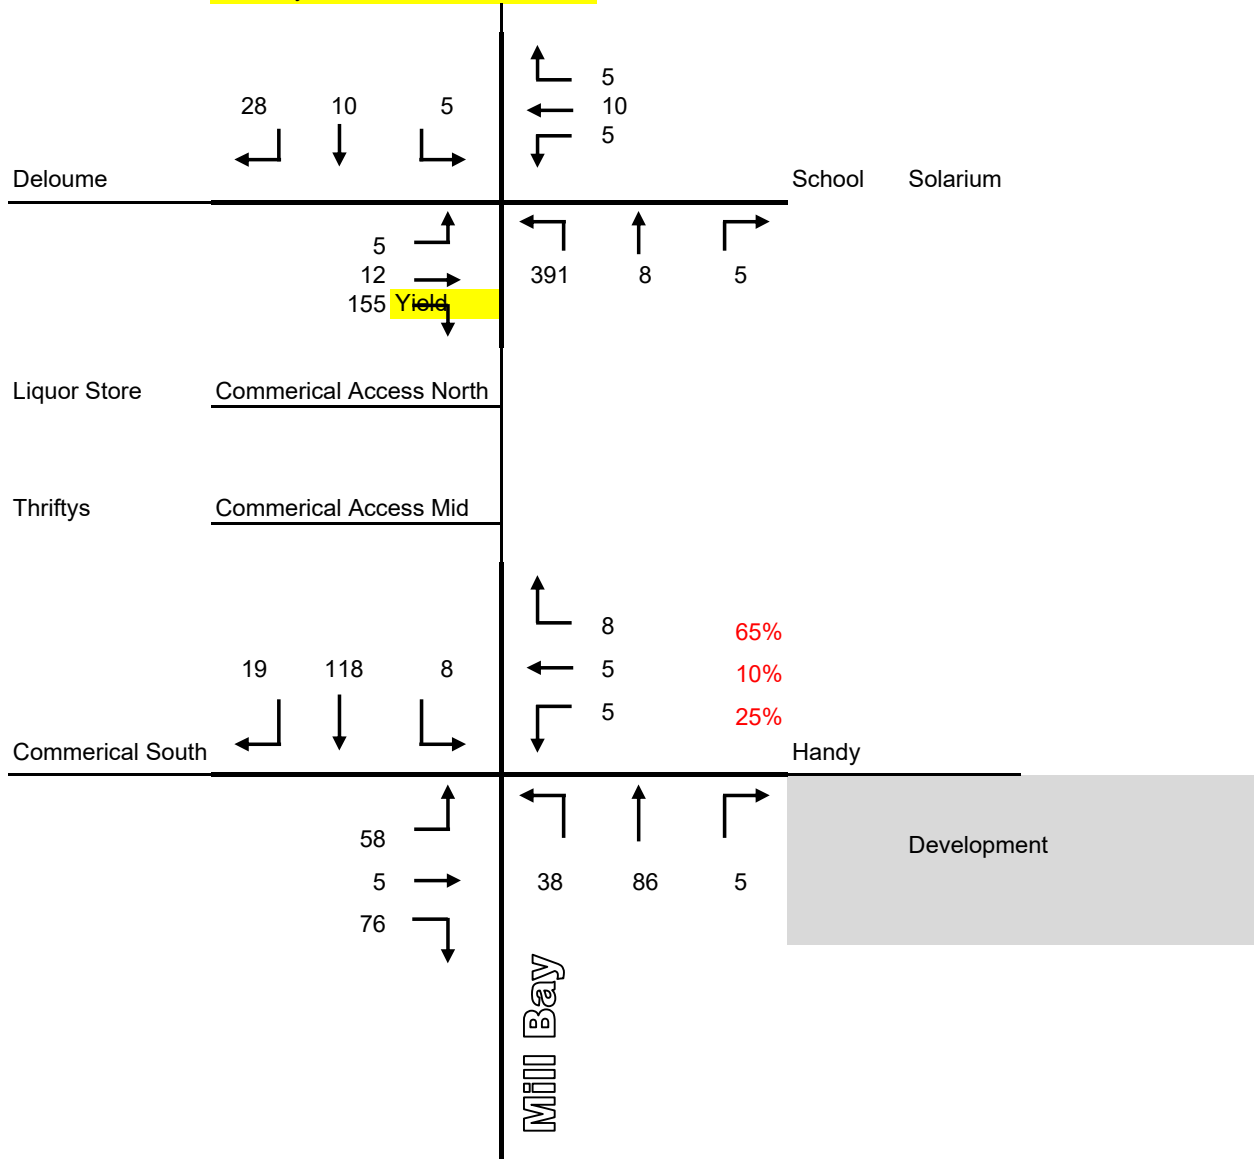 5
28 10 5 10
5
Deloume School Solarium
5
12 391 8 5
155 Yield
Liquor Store Commerical Access North
Thriftys Commerical Access Mid
8 65%
19 118 8 5 10%
5 25%
Commerical South Handy
58 Development
5 38 86 5
76
Mill Bay